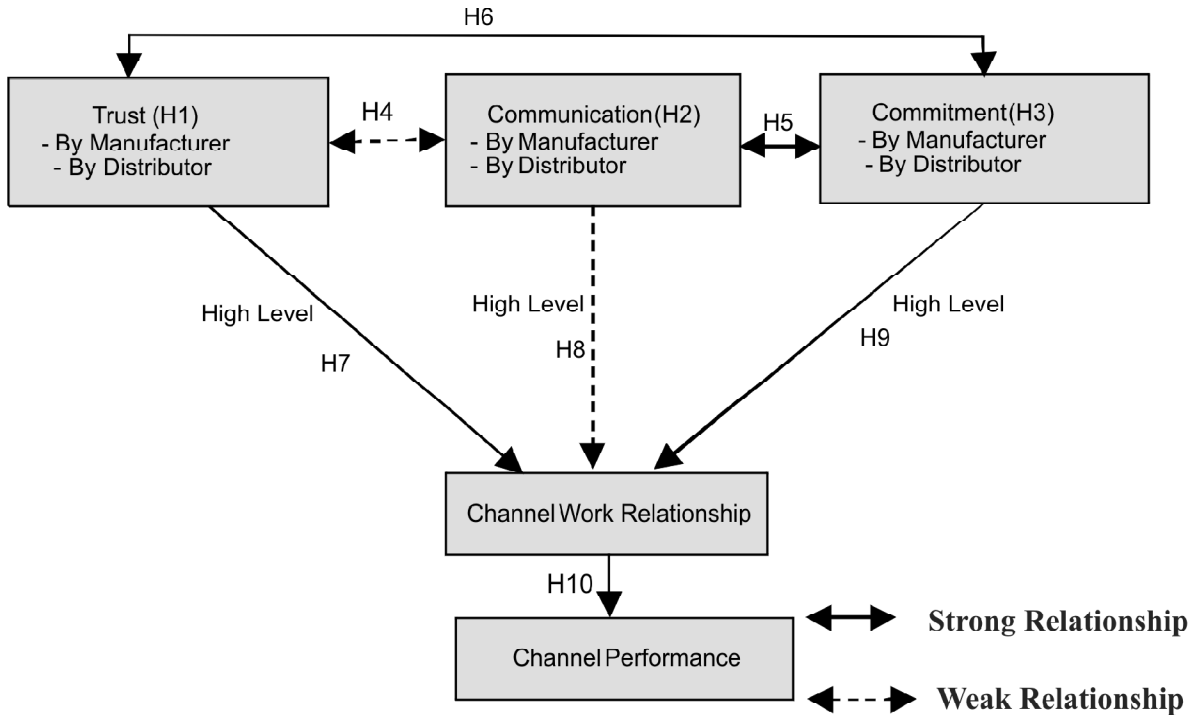 H6
Trust (H1)
- By Manufacturer
- By Distributor
H4
Communication(H2)
- By Manufacturer
- By Distributor
H5
Commitment(H3)
- By Manufacturer
- By Distributor
High Level
H7
High Level
H8
High Level
H9
Channel Work Relationship
H10
Channel Performance
Strong Relationship
Weak Relationship